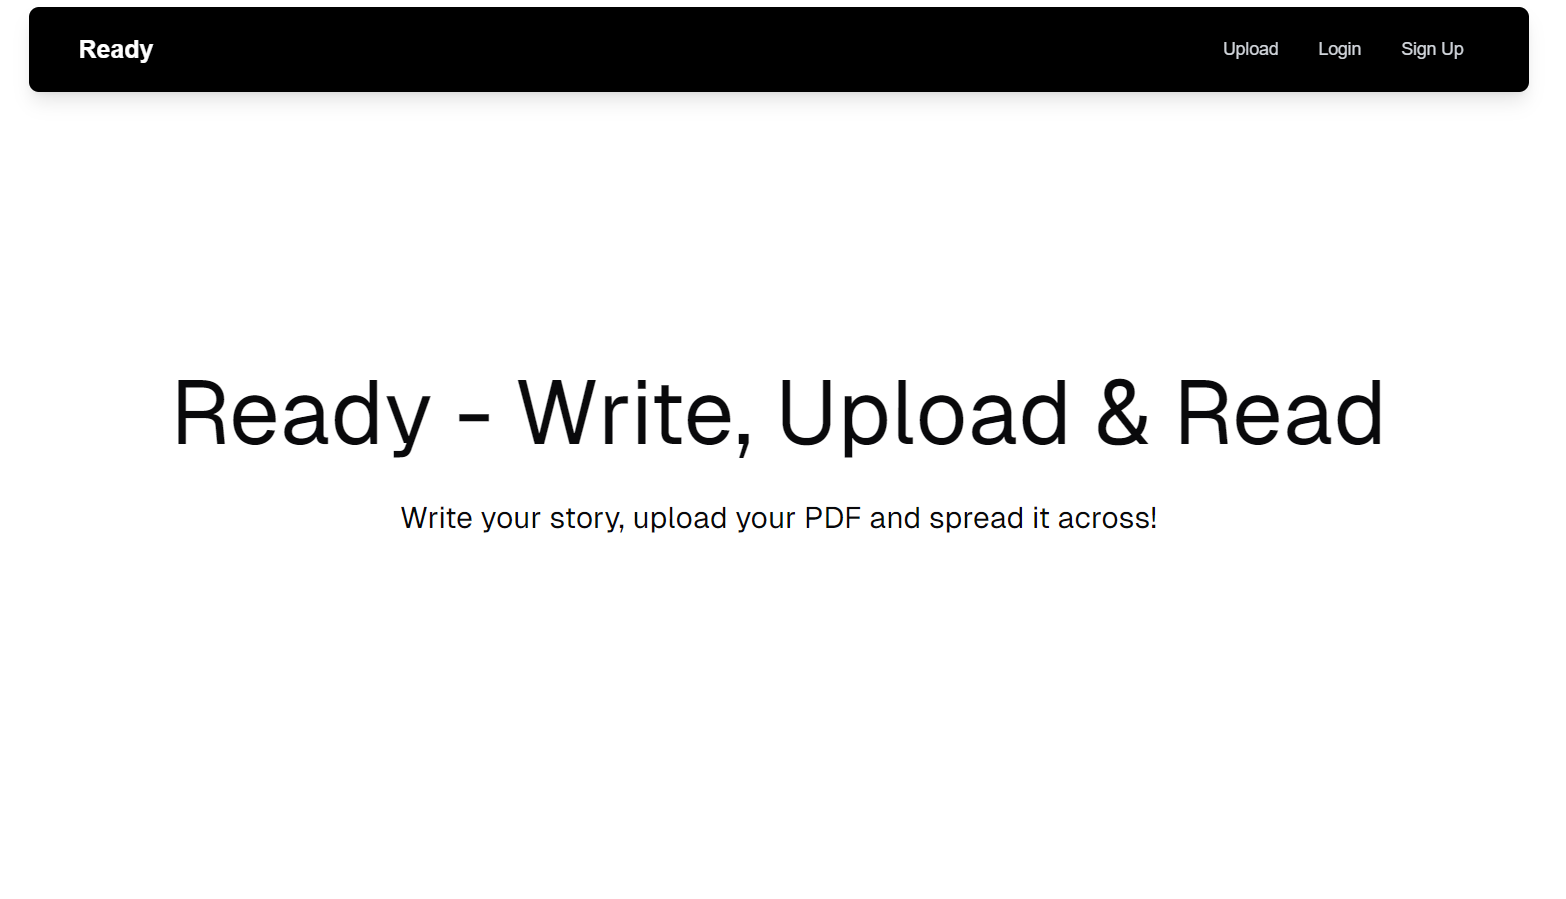 Ready
Upload Login Sign Up
Ready - Write, Upload & Read
Write your story, upload your PDF and spread it across!